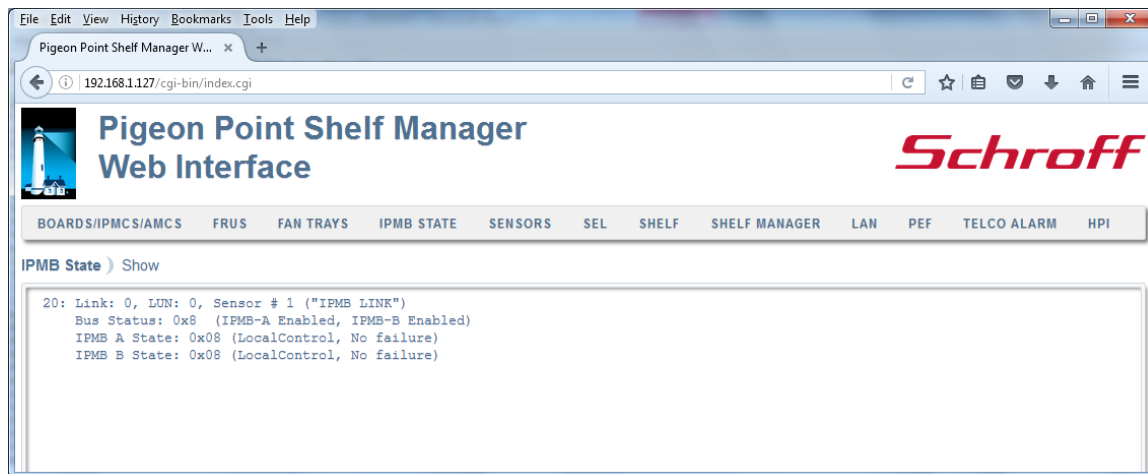 File Edit View History Bookmarks Tools Help
Pigeon Point Shelf Manager W... × +
192.168.1.127/cgi-bin/index.cgi
Pigeon Point Shelf Manager
Web Interface
Schroff
BOARDS/IPMCS/AMCS FRUS FAN TRAYS IPMB STATE SENSORS SEL SHELF SHELF MANAGER LAN PEF TELCO ALARM HPI
IPMB State ) Show
20: Link: 0, LUN: 0, Sensor # 1 ("IPMB LINK")
Bus Status: 0x8 (IPMB-A Enabled, IPMB-B Enabled)
IPMB A State: 0x08 (LocalControl, No failure)
IPMB B State: 0x08 (LocalControl, No failure)